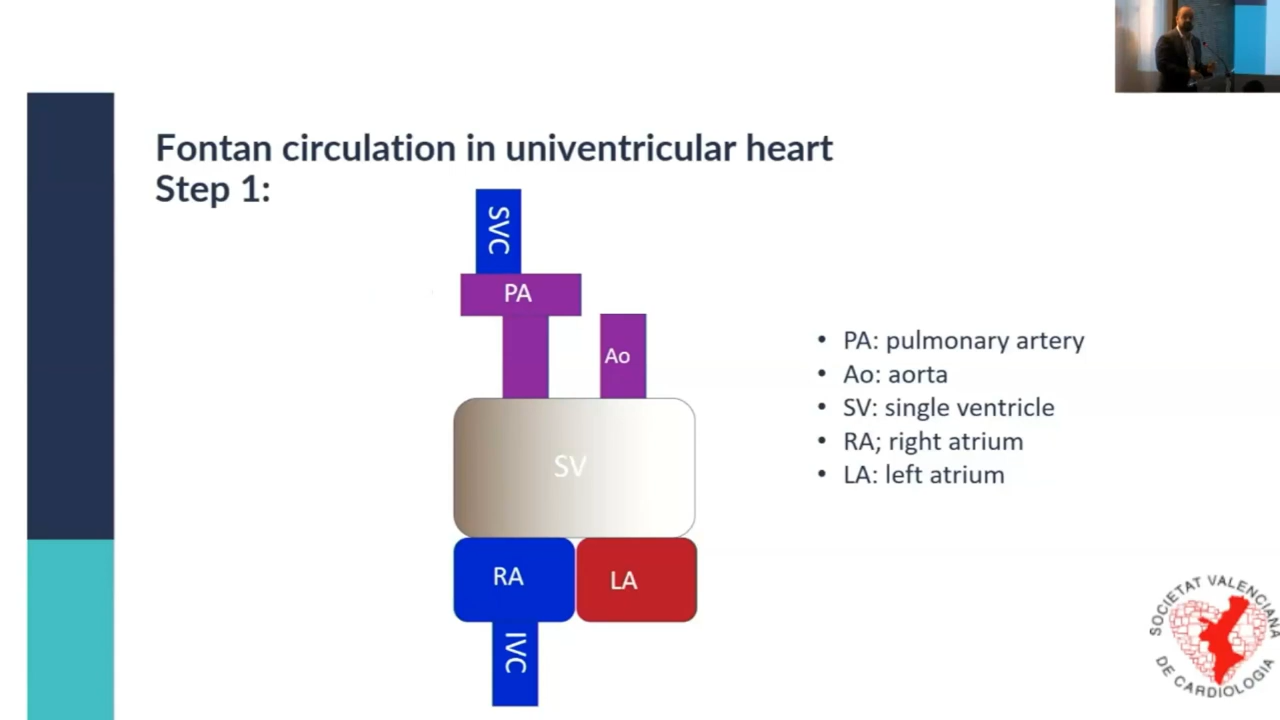 Fontan circulation in univentricular heart
Step 1:
SVC
PA
Ao
SV
RA
LA
IVC
• PA: pulmonary artery
• Ao: aorta
• SV: single ventricle
• RA; right atrium
• LA: left atrium
SOCIETAT VALENCIANA
DE CARDIOLOGIA